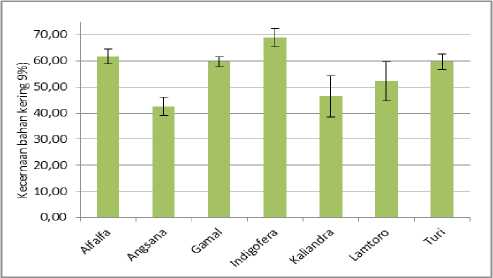 Kecernaan bahan kering 9%)
70,00
60,00
50,00
40,00
30,00
20,00
10,00
0,00
Alfalfa
Angsana
Gamal
Indigofera
Kaliandra
Lamtoro
Turi